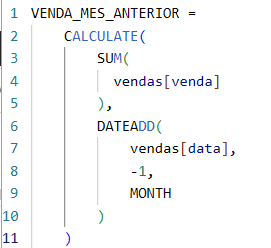 1 VENDA_MES_ANTERIOR =
2 CALCULATE(
3 SUM(
4 vendas[venda]
5 ),
6 DATEADD(
7 vendas[data],
8 -1,
9 MONTH
10 )
11 )